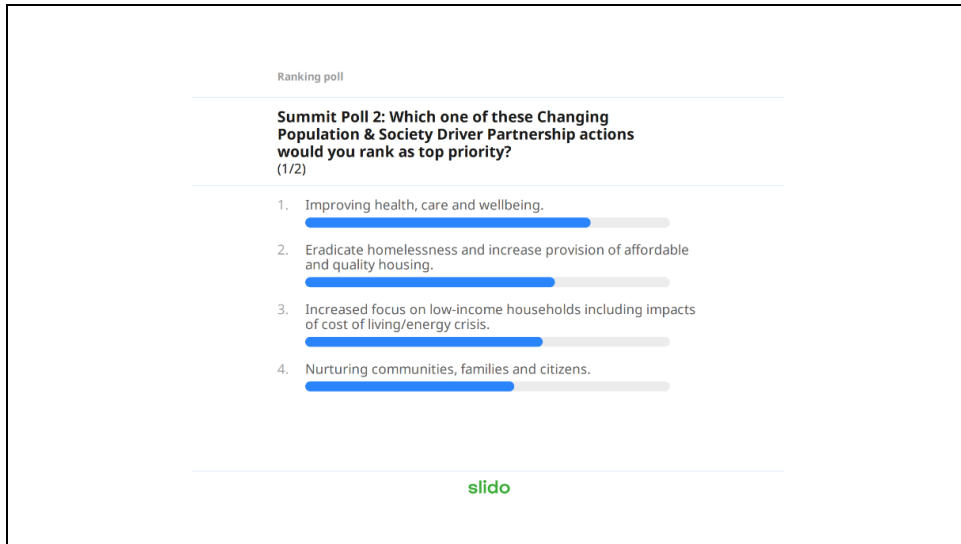 Ranking poll
Summit Poll 2: Which one of these Changing
Population & Society Driver Partnership actions
would you rank as top priority?
(1/2)
1. Improving health, care and wellbeing.
2. Eradicate homelessness and increase provision of affordable
and quality housing.
3. Increased focus on low-income households including impacts
of cost of living/energy crisis.
4. Nurturing communities, families and citizens.
slido